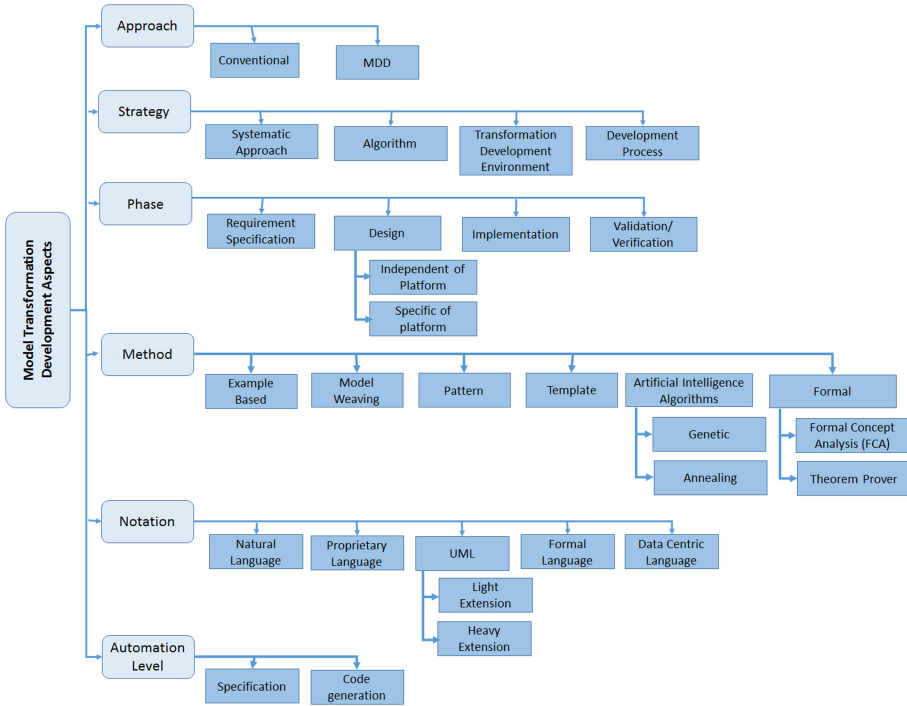 Model Transformation
Development Aspects
Approach
Conventional
MDD
Strategy
Systematic
Approach
Algorithm
Transformation
Development
Environment
Development
Process
Phase
Requirement
Specification
Design
Independent of
Platform
Specific of
platform
Implementation
Validation/
Verification
Method
Example
Based
Model
Weaving
Pattern
Template
Artificial Intelligence
Algorithms
Genetic
Annealing
Formal
Formal Concept
Analysis (FCA)
Theorem Prover
Notation
Natural
Language
Proprietary
Language
UML
Light
Extension
Heavy
Extension
Formal
Language
Data Centric
Language
Automation
Level
Specification
Code
generation